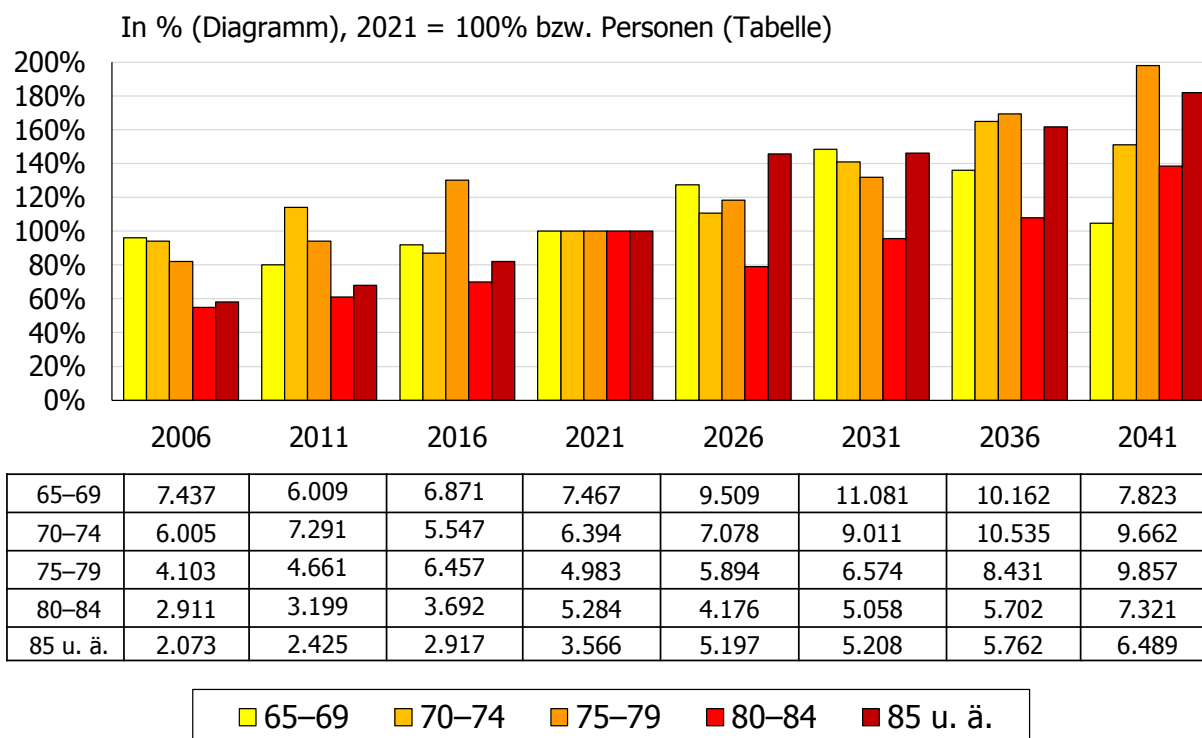 In % (Diagramm), 2021 = 100% bzw. Personen (Tabelle)
200%
180%
160%
140%
120%
100%
80%
60%
40%
20%
0%
2006 2011 2016 2021 2026 2031 2036 2041
65–69 7.437 6.009 6.871 7.467 9.509 11.081 10.162 7.823
70–74 6.005 7.291 5.547 6.394 7.078 9.011 10.535 9.662
75–79 4.103 4.661 6.457 4.983 5.894 6.574 8.431 9.857
80–84 2.911 3.199 3.692 5.284 4.176 5.058 5.702 7.321
85 u. ä. 2.073 2.425 2.917 3.566 5.197 5.208 5.762 6.489
65–69 70–74 75–79 80–84 85 u. ä.